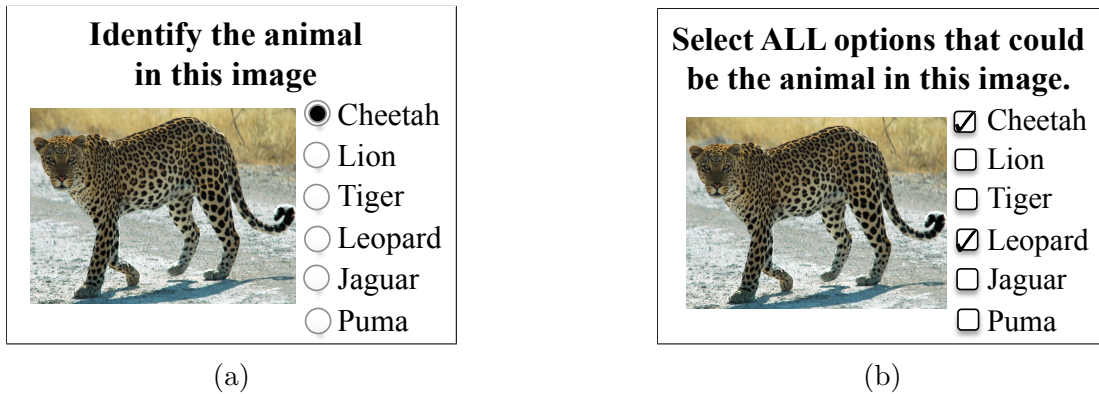 Identify the animal
in this image
Cheetah
Lion
Tiger
Leopard
Jaguar
Puma
(a)
Select ALL options that could
be the animal in this image.
Cheetah
Lion
Tiger
Leopard
Jaguar
Puma
(b)